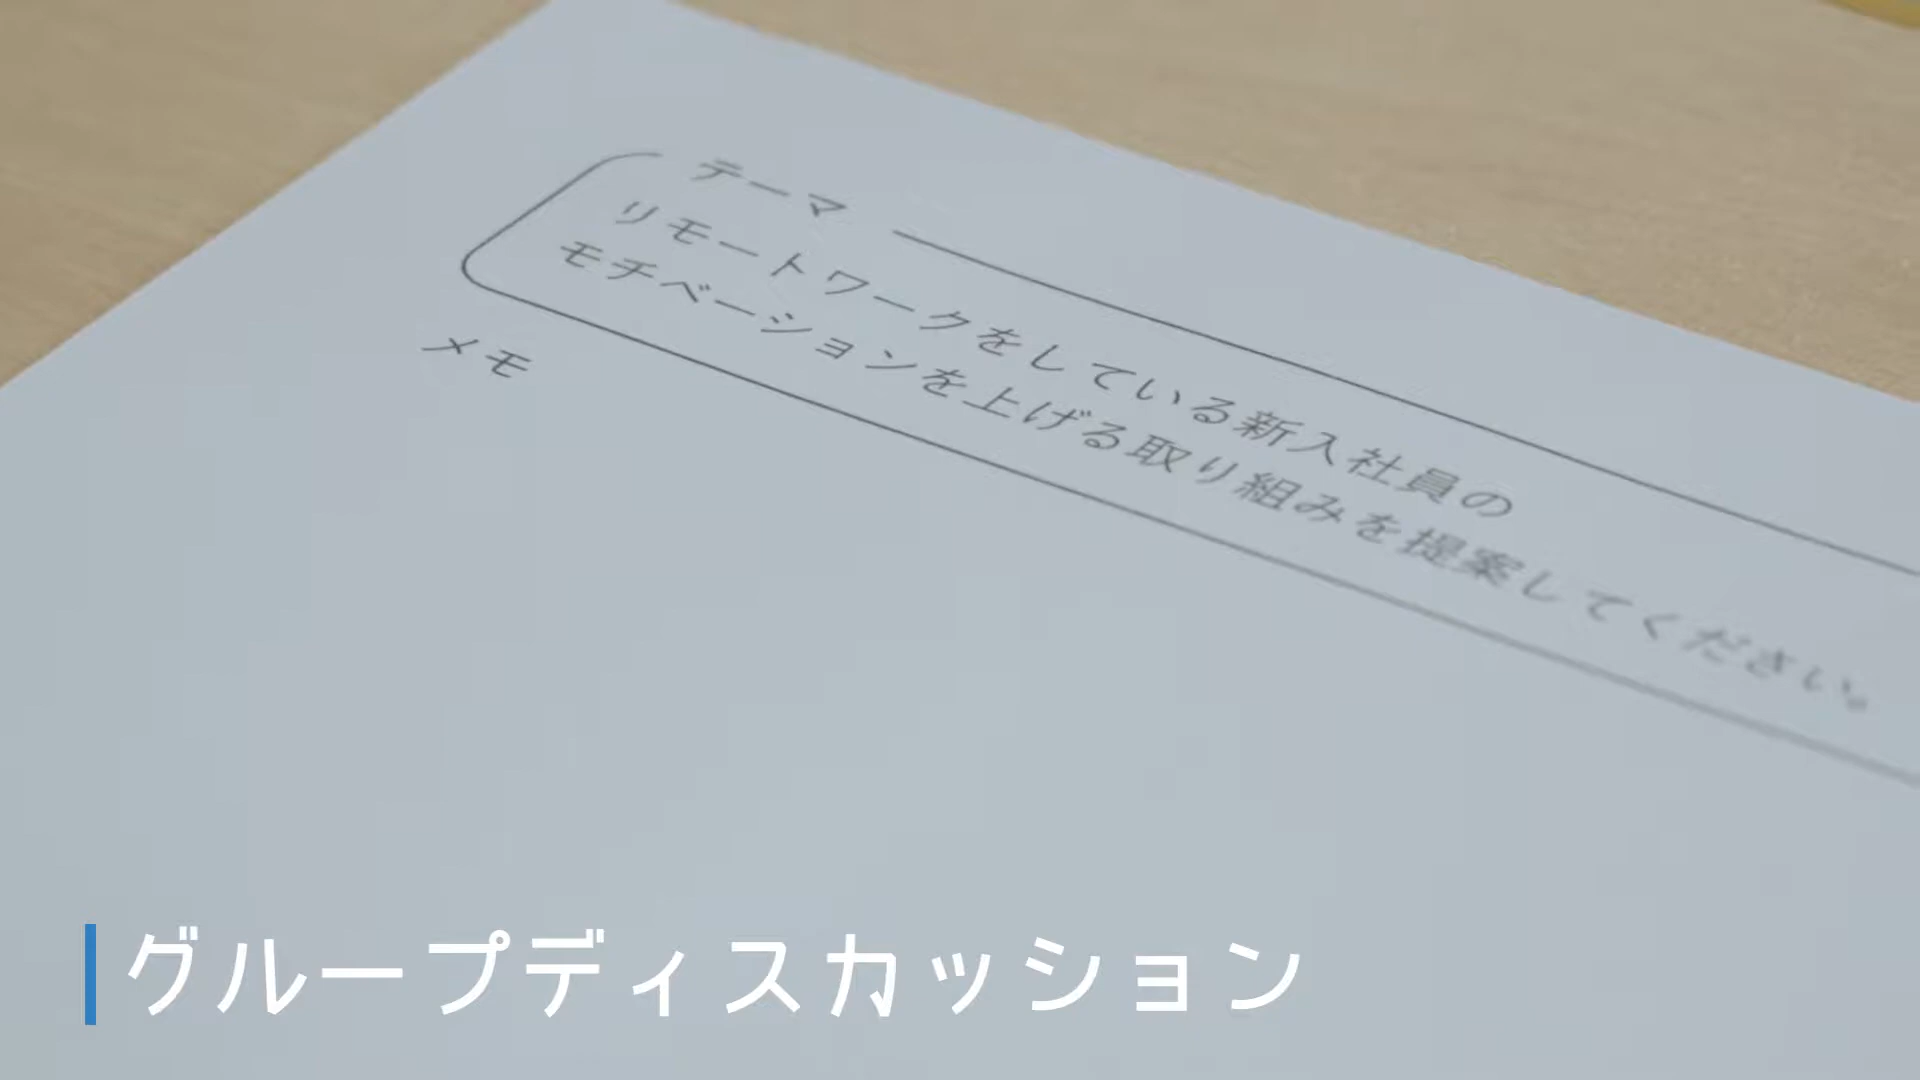 テーマ
リモートワークをしている新入社員の
モチベーションを上げる取り組みを提案してください。
メモ
グループディスカッション